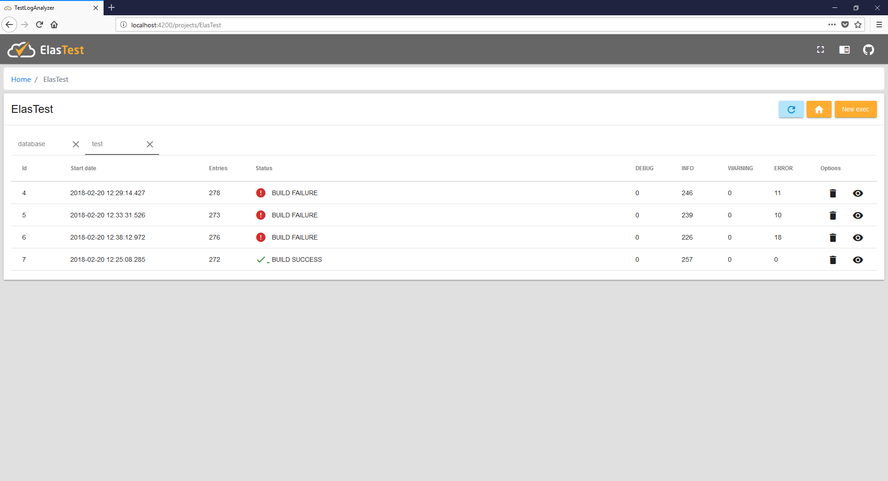 TestLogAnalyzer
localhost:4200/projects/ElasTest
ElasTest
Home / ElasTest
ElasTest
New exec
database test
Id Start date Entries Status DEBUG INFO WARNING ERROR Options
4 2018-02-20 12:29:14.427 278 BUILD FAILURE 0 246 0 11
5 2018-02-20 12:33:31.526 273 BUILD FAILURE 0 239 0 10
6 2018-02-20 12:38:12.972 276 BUILD FAILURE 0 226 0 18
7 2018-02-20 12:25:08.285 272 BUILD SUCCESS 0 257 0 0